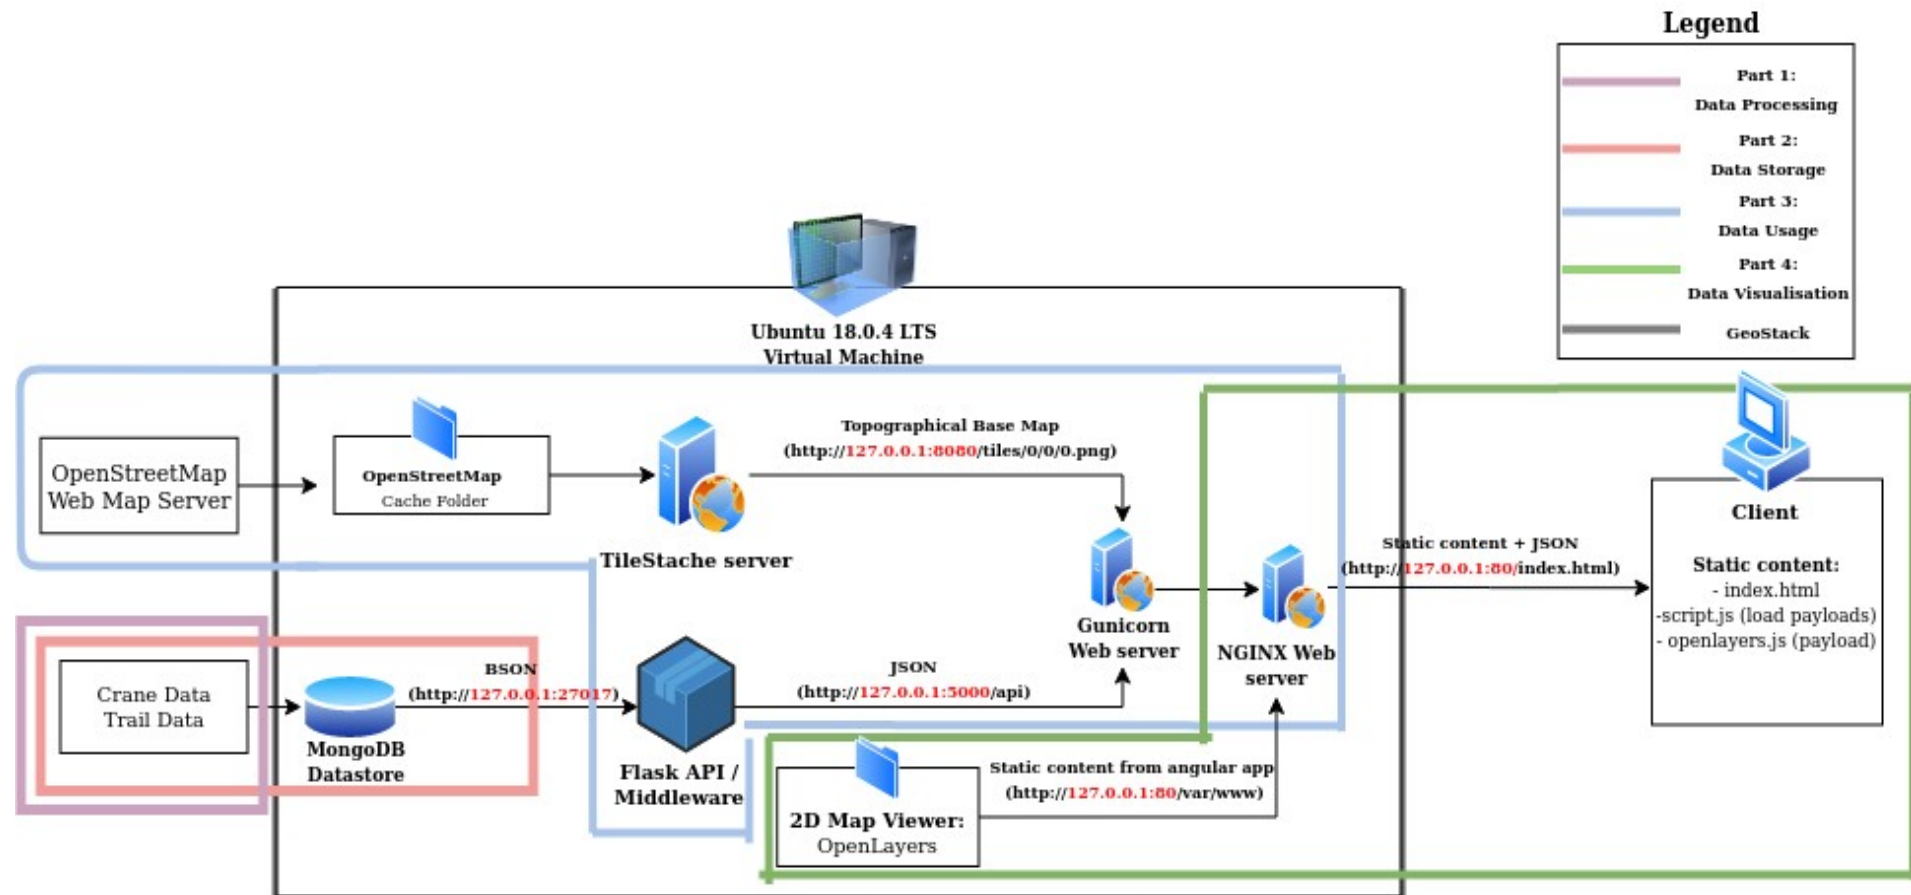 Legend
Part 1:
Data Processing
Part 2:
Data Storage
Part 3:
Data Usage
Part 4:
Data Visualisation
GeoStack
Ubuntu 18.0.4 LTS
Virtual Machine
OpenStreetMap
Web Map Server
OpenStreetMap
Cache Folder
TileStache server
Topographical Base Map
(http://127.0.0.1:8080/tiles/0/0/0.png)
Gunicorn
Web server
NGINX Web
server
Static content + JSON
(http://127.0.0.1:80/index.html)
Client
Static content:
- index.html
-script.js (load payloads)
- openlayers.js (payload)
Crane Data
Trail Data
MongoDB
Datastore
BSON
(http://127.0.0.1:27017)
Flask API /
Middleware
JSON
(http://127.0.0.1:5000/api)
2D Map Viewer:
OpenLayers
Static content from angular app
(http://127.0.0.1:80/var/www)